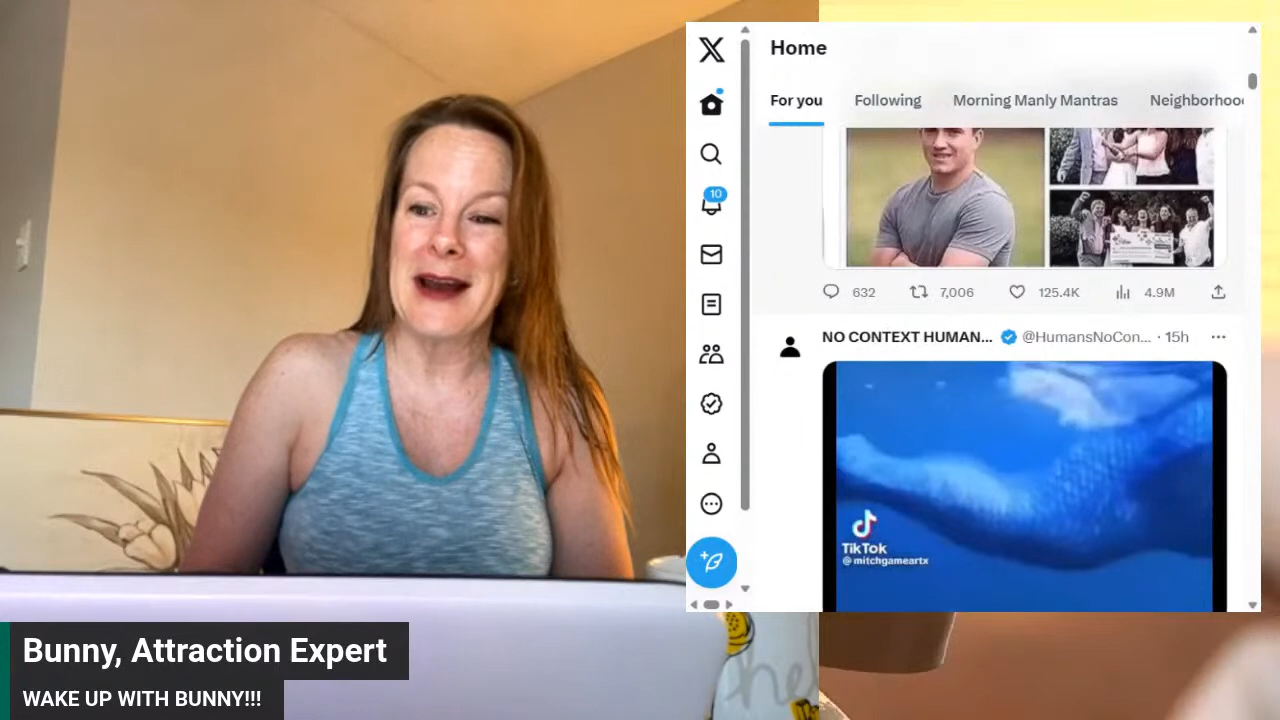 Home
For you
Following
Morning Manly Mantras
10
632
7,006
125.4K
4.9M
NO CONTEXT HUMAN... @HumansNoCon... · 15h
TikTok
@mitchgameartx
Bunny, Attraction Expert
WAKE UP WITH BUNNY!!!